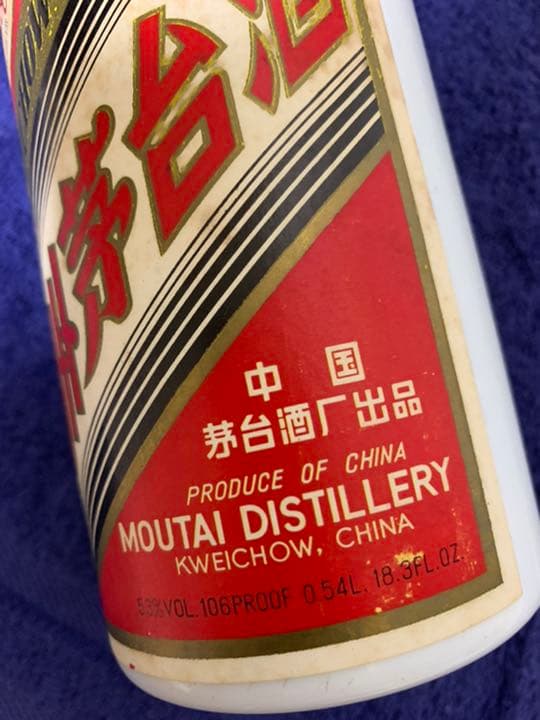 茅台酒
中国
茅台酒厂出品
PRODUCE OF CHINA
MOUTAI DISTILLERY
KWEICHOW, CHINA
53%VOL. 106PROOF 0.54L. 18.3FL.OZ.